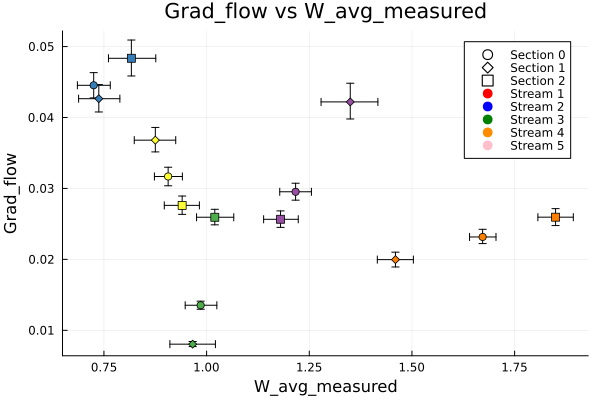 Grad_flow vs W_avg_measured
Grad_flow
0.05
0.04
0.03
0.02
0.01
Section 0
Section 1
Section 2
Stream 1
Stream 2
Stream 3
Stream 4
Stream 5
0.75
1.00
1.25
1.50
1.75
W_avg_measured